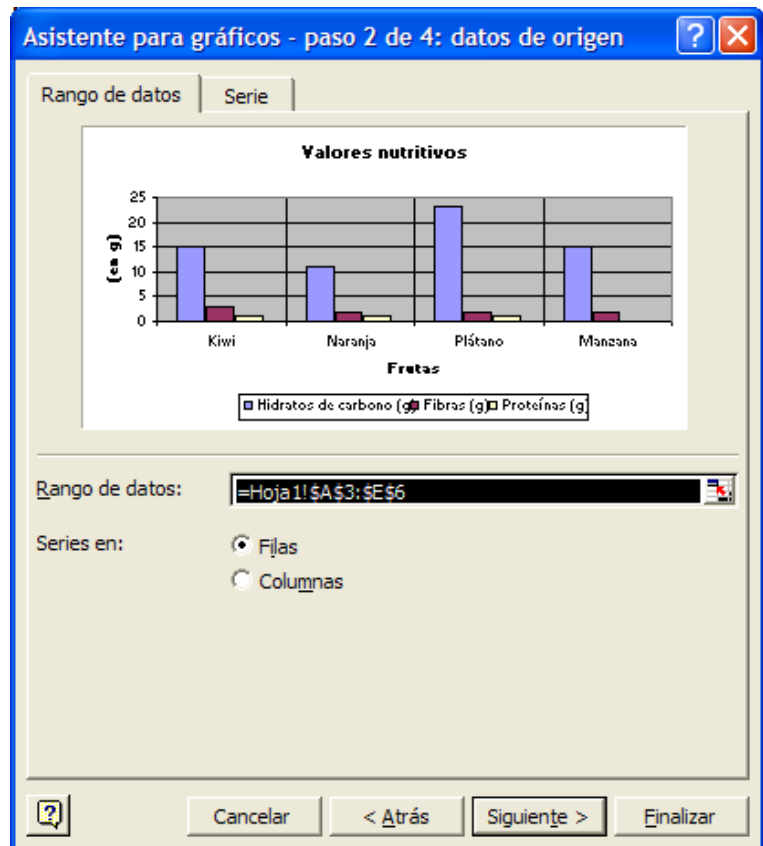 Asistente para gráficos - paso 2 de 4: datos de origen
Rango de datos Serie
Valores nutritivos
25
20
15
10
5
0
(en g)
Kiwi Naranja Plátano Manzana
Frutas
Hidratos de carbono (g) Fibras (g) Proteínas (g)
Rango de datos: =Hoja1!$A$3:$E$6
Series en: Filas
Columnas
Cancelar < Atrás Siguiente > Finalizar